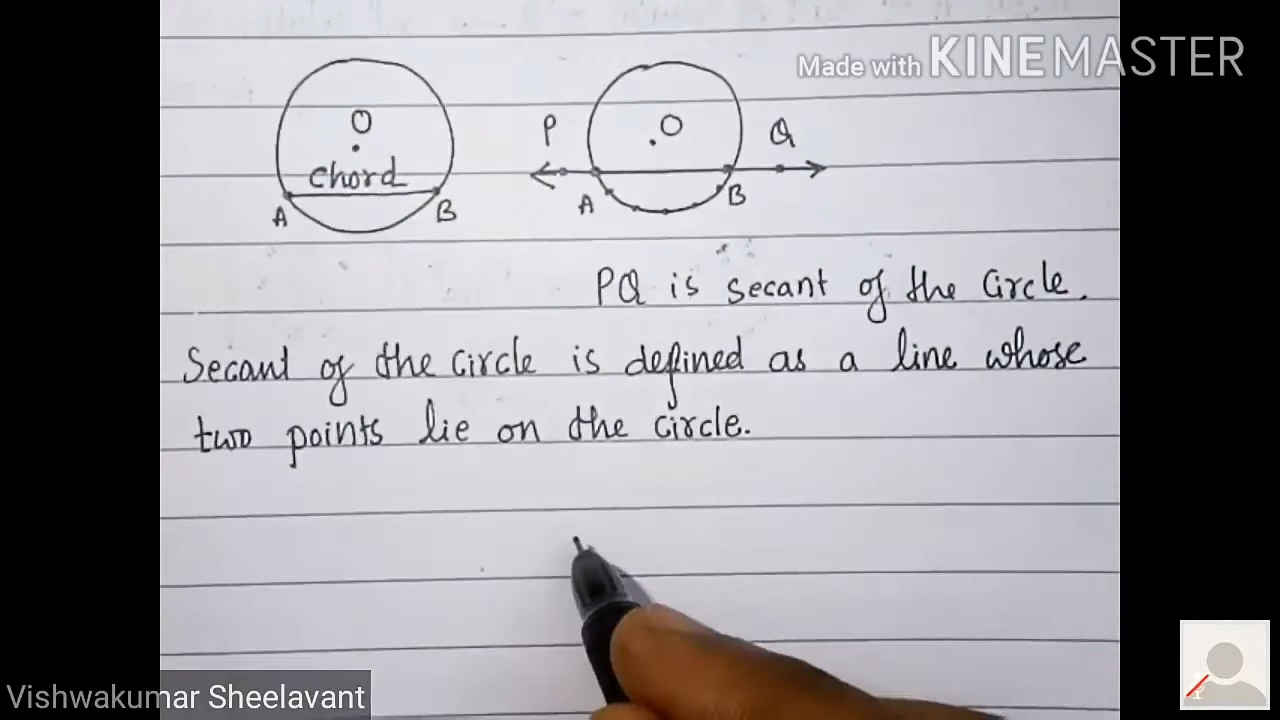 Made with KINEMASTER
O
chord
A
B
P
O
Q
A
B
PQ is secant of the circle.
Secant of the circle is defined as a line whose
two points lie on the circle.
Vishwakumar Sheelavant